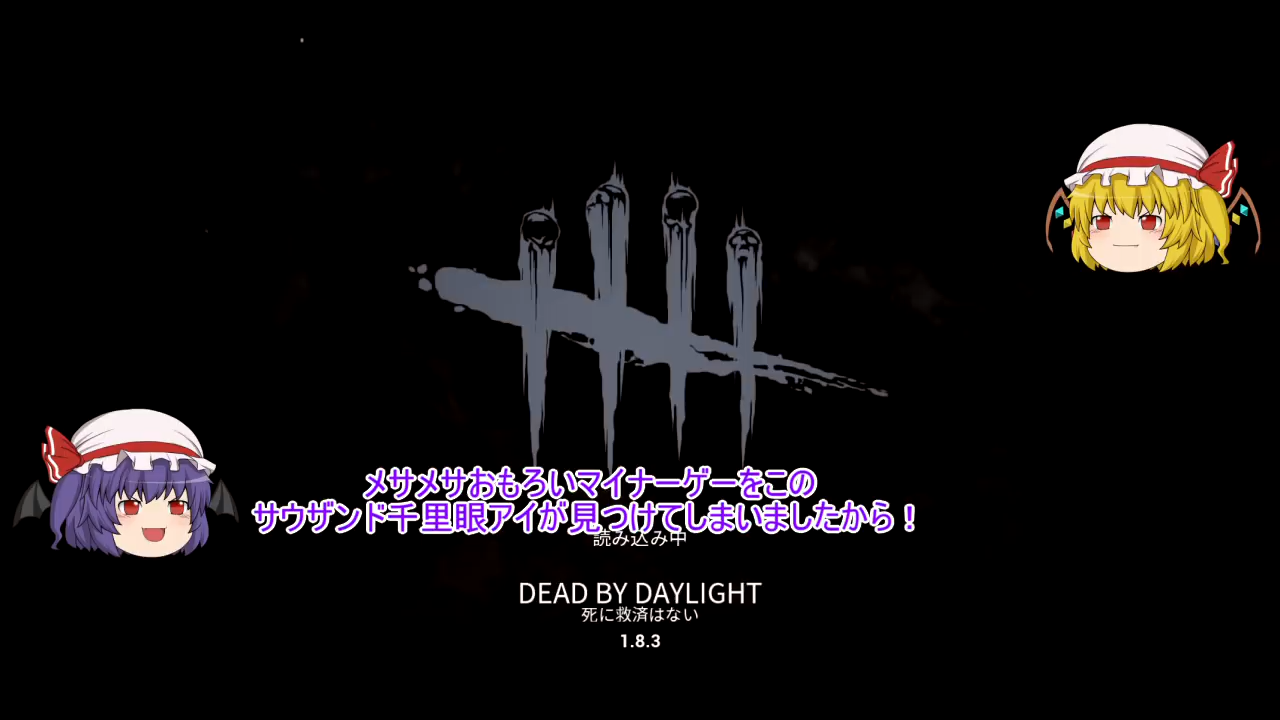 メサメサおもろいマイナーゲーをこの
サウザンド千里眼アイが見つけてしまいましたから！
読み込み中
DEAD BY DAYLIGHT
死に救済はない
1.8.3